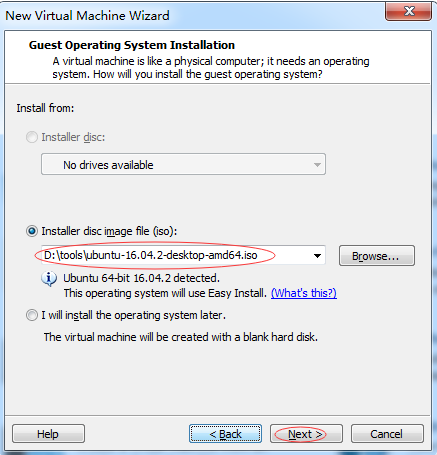 New Virtual Machine Wizard
Guest Operating System Installation
A virtual machine is like a physical computer; it needs an operating
system. How will you install the guest operating system?
Install from:
Installer disc:
No drives available
Installer disc image file (iso):
D:\tools\ubuntu-16.04.2-desktop-amd64.iso
Browse...
Ubuntu 64-bit 16.04.2 detected.
This operating system will use Easy Install. (What's this?)
I will install the operating system later.
The virtual machine will be created with a blank hard disk.
Help < Back Next > Cancel